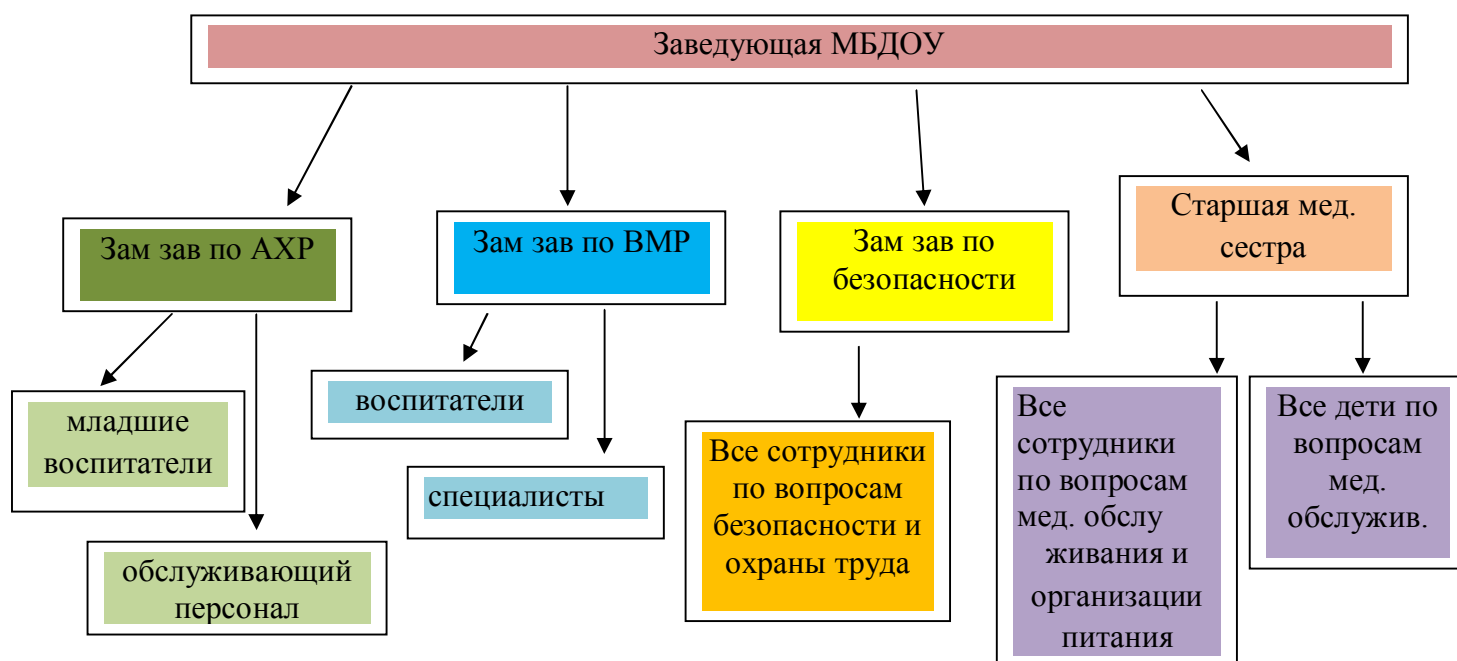 Заведующая МБДОУ
Зам зав по АХР
Зам зав по ВМР
Зам зав по
безопасности
Старшая мед.
сестра
младшие
воспитатели
обслуживающий
персонал
воспитатели
специалисты
Все сотрудники
по вопросам
безопасности и
охраны труда
Все
сотрудники
по вопросам
мед. обслу
живания и
организации
питания
Все дети по
вопросам
мед.
обслужив.